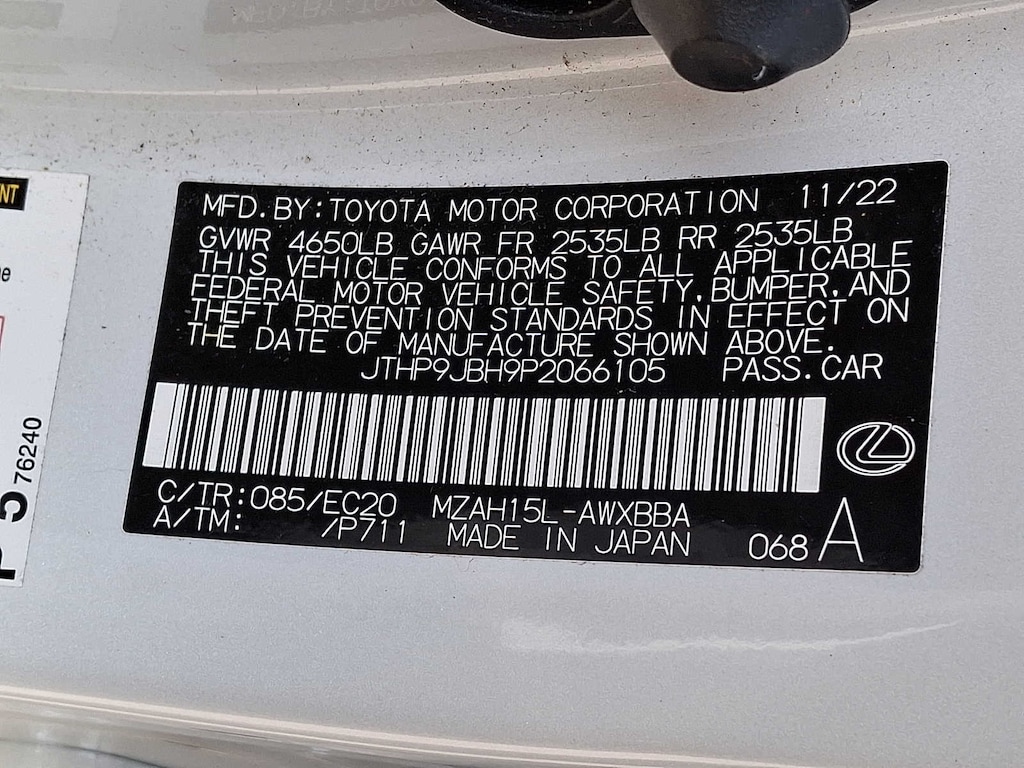 NT
e
P 5 76240
MFD.BY:TOYOTA MOTOR CORPORATION 11/22
GVWR 4650LB GAWR FR 2535LB RR 2535LB
THIS VEHICLE CONFORMS TO ALL APPLICABLE
FEDERAL MOTOR VEHICLE SAFETY,BUMPER,AND
THEFT PREVENTION STANDARDS IN EFFECT ON
THE DATE OF MANUFACTURE SHOWN ABOVE.
JTHP9JBH9P2066105 PASS.CAR
C/TR:085/EC20 MZAH15L-AWXBBA
A/TM: /P711 MADE IN JAPAN 068 A